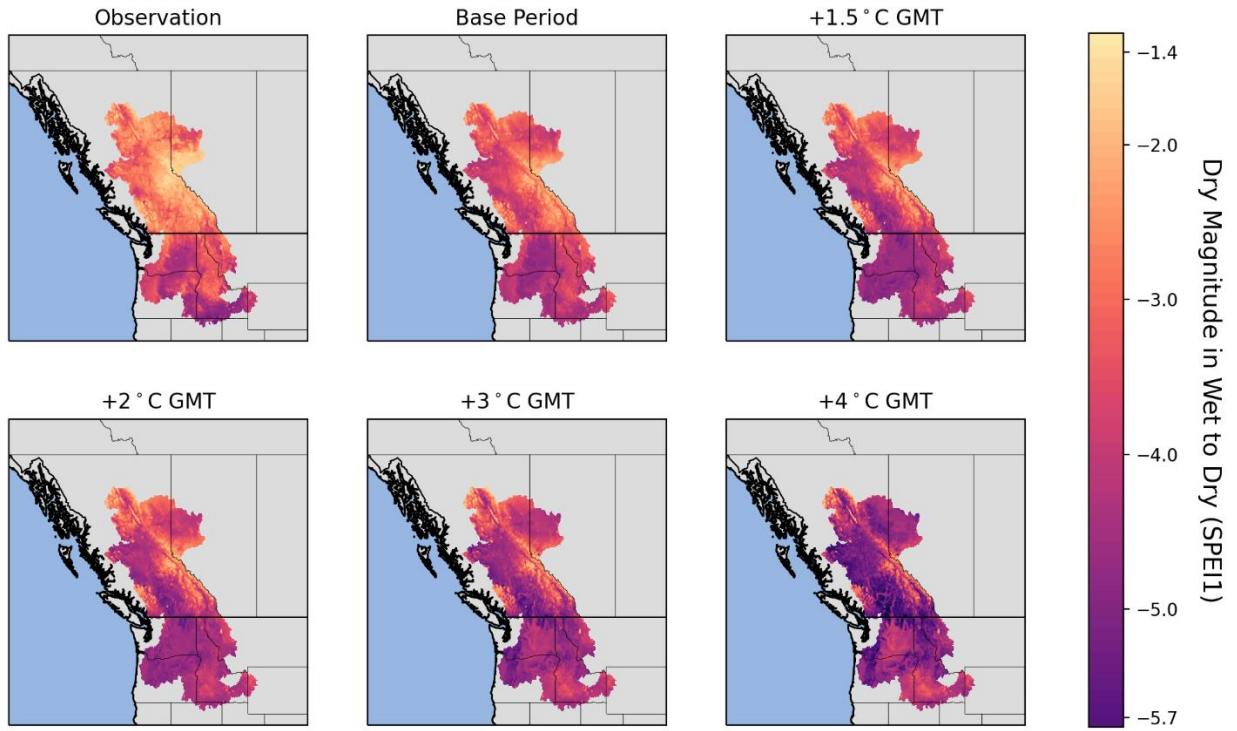 Observation
Base Period
+1.5°C GMT
+2°C GMT
+3°C GMT
+4°C GMT
−1.4
−2.0
−3.0
−4.0
−5.0
−5.7
Dry Magnitude in Wet to Dry (SPEI1)